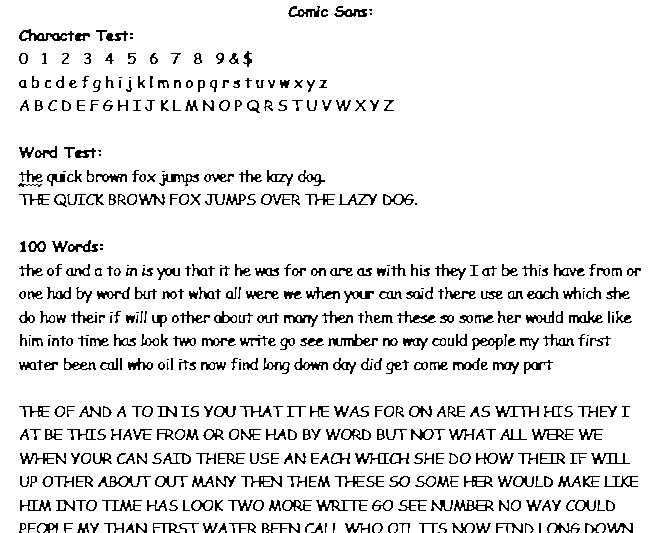 Comic Sans:
Character Test:
0 1 2 3 4 5 6 7 8 9 & $
a b c d e f g h i j k l m n o p q r s t u v w x y z
A B C D E F G H I J K L M N O P Q R S T U V W X Y Z
Word Test:
the quick brown fox jumps over the lazy dog.
THE QUICK BROWN FOX JUMPS OVER THE LAZY DOG.
100 Words:
the of and a to in is you that it he was for on are as with his they I at be this have from or
one had by word but not what all were we when your can said there use an each which she
do how their if will up other about out many then them these so some her would make like
him into time has look two more write go see number no way could people my than first
water been call who oil its now find long down day did get come made may part
THE OF AND A TO IN IS YOU THAT IT HE WAS FOR ON ARE AS WITH HIS THEY I
AT BE THIS HAVE FROM OR ONE HAD BY WORD BUT NOT WHAT ALL WERE WE
WHEN YOUR CAN SAID THERE USE AN EACH WHICH SHE DO HOW THEIR IF WILL
UP OTHER ABOUT OUT MANY THEN THEM THESE SO SOME HER WOULD MAKE LIKE
HIM INTO TIME HAS LOOK TWO MORE WRITE GO SEE NUMBER NO WAY COULD
PEOPLE MY THAN FIRST WATER BEEN CALL WHO OIL ITS NOW FIND LONG DOWN